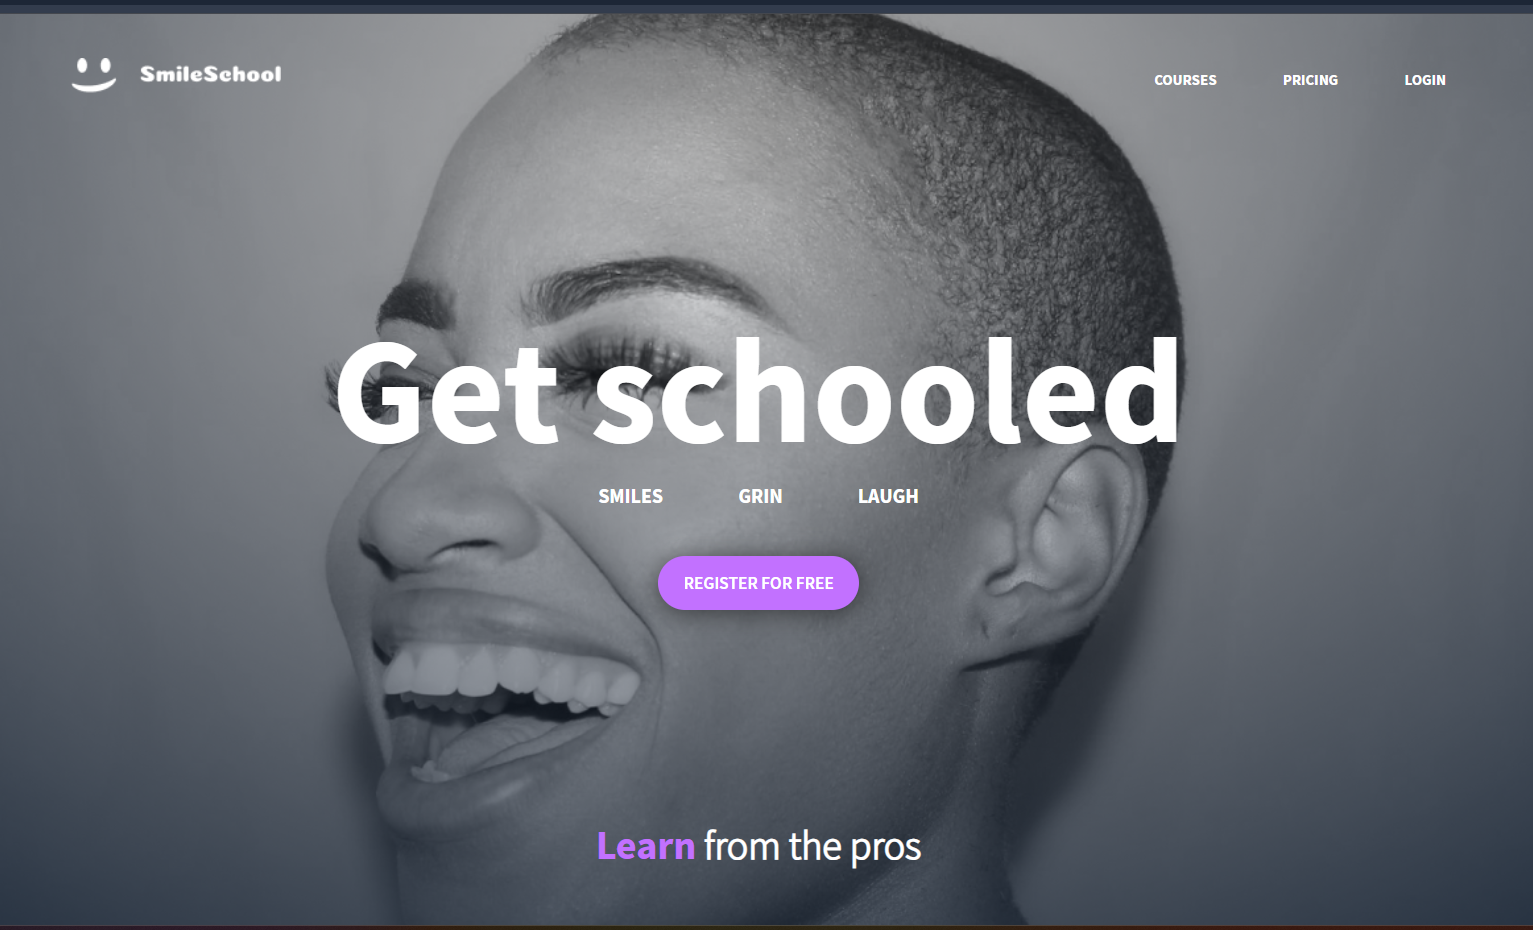 SmileSchool
COURSES PRICING LOGIN
Get schooled
SMILES GRIN LAUGH
REGISTER FOR FREE
Learn from the pros